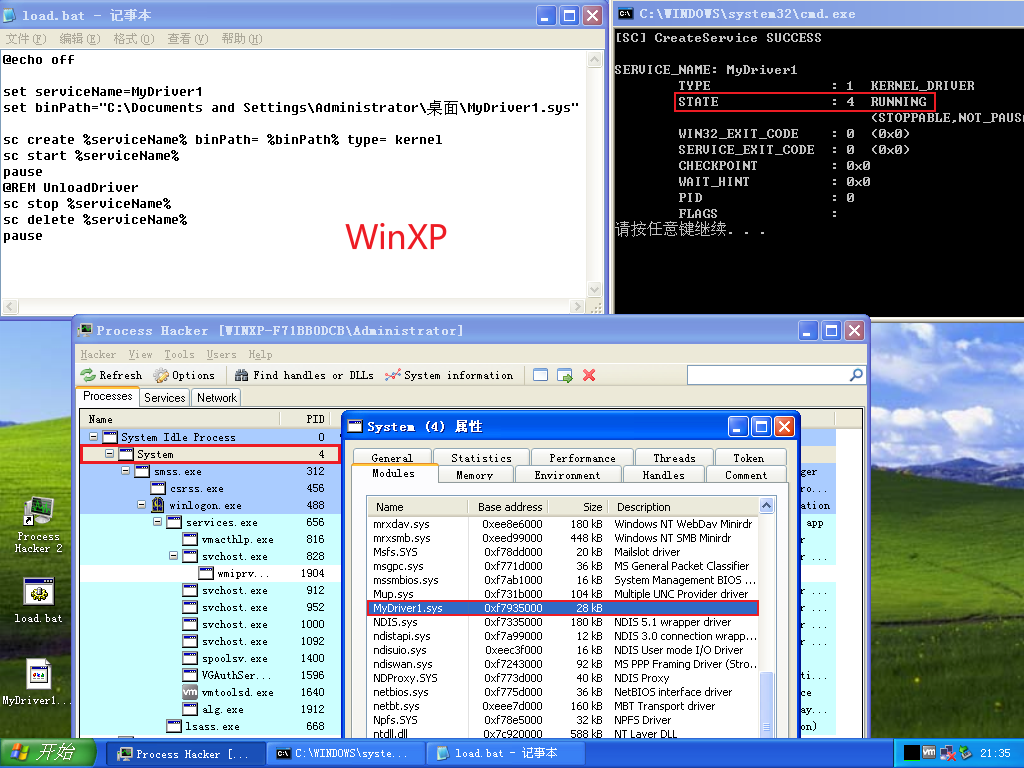 load.bat - 记事本
文件(F) 编辑(E) 格式(O) 查看(V) 帮助(H)
@echo off
set serviceName=MyDriver1
set binPath="C:\Documents and Settings\Administrator\桌面\MyDriver1.sys"
sc create %serviceName% binPath= %binPath% type= kernel
sc start %serviceName%
pause
@REM UnloadDriver
sc stop %serviceName%
sc delete %serviceName%
pause
WinXP
C:\WINDOWS\system32\cmd.exe
[SC] CreateService SUCCESS
SERVICE_NAME: MyDriver1
TYPE : 1 KERNEL_DRIVER
STATE : 4 RUNNING
(STOPPABLE,NOT_PAUS
WIN32_EXIT_CODE : 0 (0x0)
SERVICE_EXIT_CODE : 0 (0x0)
CHECKPOINT : 0x0
WAIT_HINT : 0x0
PID : 0
FLAGS :
请按任意键继续. . .
Process Hacker [WINXP-F71BB0DCB\Administrator]
Hacker View Tools Users Help
Refresh Options Find handles or DLLs System information
Processes Services Network
Name PID
System Idle Process 0
System 4
smss.exe 312
csrss.exe 456
winlogon.exe 488
services.exe 656
vmacthlp.exe 816
svchost.exe 828
wmiprv... 1904
svchost.exe 912
svchost.exe 952
svchost.exe 1000
svchost.exe 1092
spoolsv.exe 1400
VGAuthSer... 1596
vmtoolsd.exe 1640
alg.exe 1912
lsass.exe 668
System (4) 属性
General Statistics Performance Threads Token
Modules Memory Environment Handles Comment
Name Base address Size Description
mrxdav.sys 0xee8e6000 180 kB Windows NT WebDav Minirdr
mrxsmb.sys 0xeed99000 448 kB Windows NT SMB Minirdr
Msfs.SYS 0xf78dd000 20 kB Mailslot driver
msgpc.sys 0xf771d000 36 kB MS General Packet Classifier
mssmbios.sys 0xf7ab1000 16 kB System Management BIOS ...
Mup.sys 0xf731b000 104 kB Multiple UNC Provider driver
MyDriver1.sys 0xf7935000 28 kB
NDIS.sys 0xf7335000 180 kB NDIS 5.1 wrapper driver
ndistapi.sys 0xf7a99000 12 kB NDIS 3.0 connection wrapp...
ndisuio.sys 0xeec3f000 16 kB NDIS User mode I/O Driver
ndiswan.sys 0xf7243000 92 kB MS PPP Framing Driver (Stro...
NDProxy.SYS 0xf773d000 40 kB NDIS Proxy
netbios.sys 0xf775d000 36 kB NetBIOS interface driver
netbt.sys 0xeee7d000 160 kB MBT Transport driver
Npfs.SYS 0xf78e5000 32 kB NPFS Driver
ntdll.dll 0x7c920000 588 kB NT Layer DLL
ger
ro...
ation
app
r
r ...
r ...
r ...
r ...
r ...
ti...
ce
ay...
on)
Process
Hacker 2
load.bat
MyDriver1...
开始
Process Hacker [...
C:\WINDOWS\syste...
load.bat - 记事本
vm
21:35